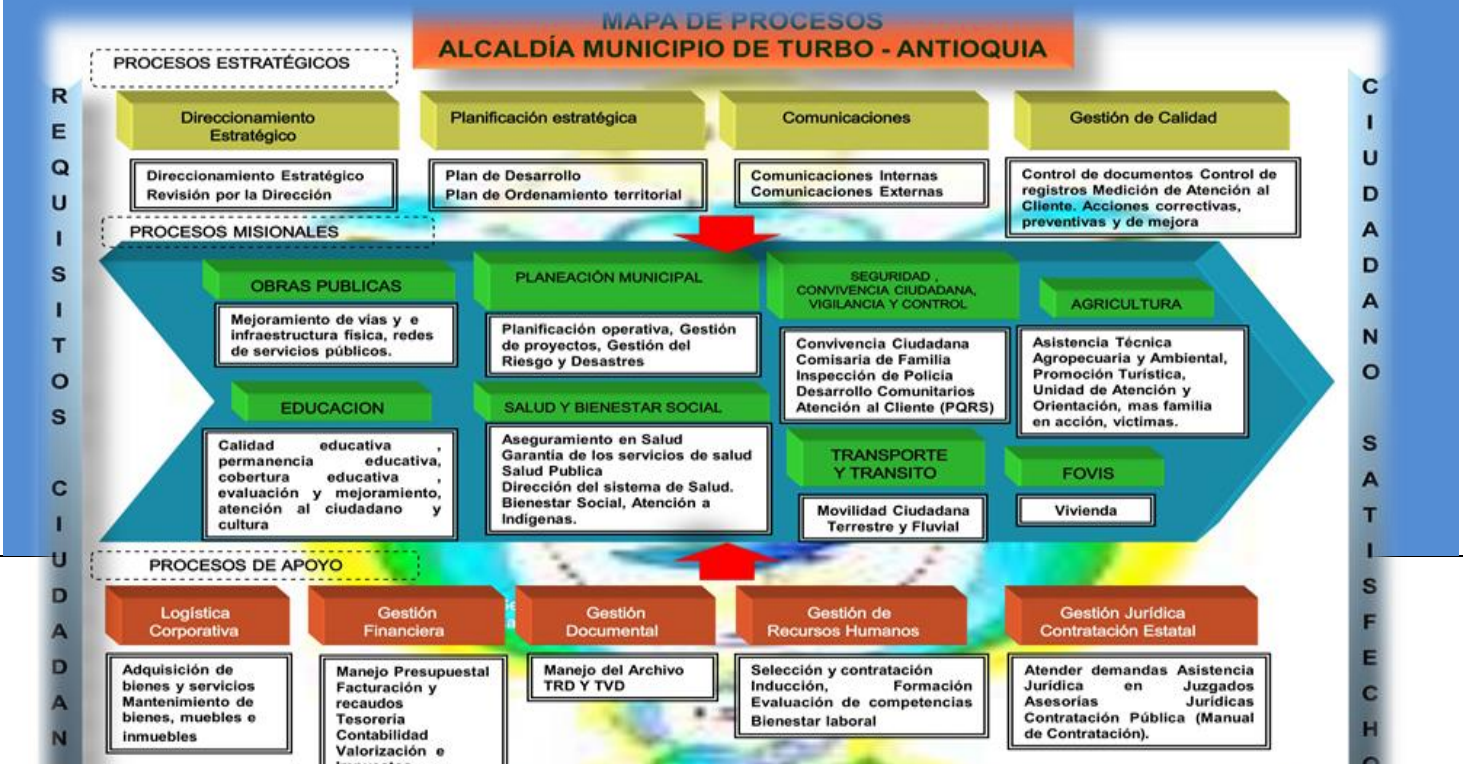 MAPA DE PROCESOS
ALCALDÍA MUNICIPIO DE TURBO - ANTIOQUIA
REQUISITOS CIUDADAN
PROCESOS ESTRATÉGICOS
Direccionamiento
Estratégico
Direccionamiento Estratégico
Revisión por la Dirección
Planificación estratégica
Plan de Desarrollo
Plan de Ordenamiento territorial
Comunicaciones
Comunicaciones Internas
Comunicaciones Externas
Gestión de Calidad
Control de documentos Control de
registros Medición de Atención al
Cliente. Acciones correctivas,
preventivas y de mejora
PROCESOS MISIONALES
OBRAS PUBLICAS
Mejoramiento de vías y e
infraestructura física, redes
de servicios públicos.
PLANEACIÓN MUNICIPAL
Planificación operativa, Gestión
de proyectos, Gestión del
Riesgo y Desastres
SEGURIDAD ,
CONVIVENCIA CIUDADANA,
VIGILANCIA Y CONTROL
Convivencia Ciudadana
Comisaria de Familia
Inspección de Policía
Desarrollo Comunitarios
Atención al Cliente (PQRS)
AGRICULTURA
Asistencia Técnica
Agropecuaria y Ambiental,
Promoción Turística,
Unidad de Atención y
Orientación, mas familia
en acción, victimas.
EDUCACION
Calidad educativa ,
permanencia educativa,
cobertura educativa ,
evaluación y mejoramiento,
atención al ciudadano y
cultura
SALUD Y BIENESTAR SOCIAL
Aseguramiento en Salud
Garantía de los servicios de salud
Salud Publica
Dirección del sistema de Salud.
Bienestar Social, Atención a
Indígenas.
TRANSPORTE
Y TRANSITO
Movilidad Ciudadana
Terrestre y Fluvial
FOVIS
Vivienda
PROCESOS DE APOYO
Logística
Corporativa
Adquisición de
bienes y servicios
Mantenimiento de
bienes, muebles e
inmuebles
Gestión
Financiera
Manejo Presupuestal
Facturación y
recaudos
Tesorería
Contabilidad
Valorización e
Gestión
Documental
Manejo del Archivo
TRD Y TVD
Gestión de
Recursos Humanos
Selección y contratación
Inducción, Formación
Evaluación de competencias
Bienestar laboral
Gestión Jurídica
Contratación Estatal
Atender demandas Asistencia
Jurídica en Juzgados
Asesorías Jurídicas
Contratación Pública (Manual
de Contratación).
CIUDADANO SATISFECHO